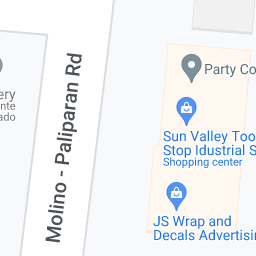 Party Co
ery
nte
ado
Molino - Paliparan Rd
Sun Valley Too
Stop Idustrial S
Shopping center
JS Wrap and
Decals Advertisin